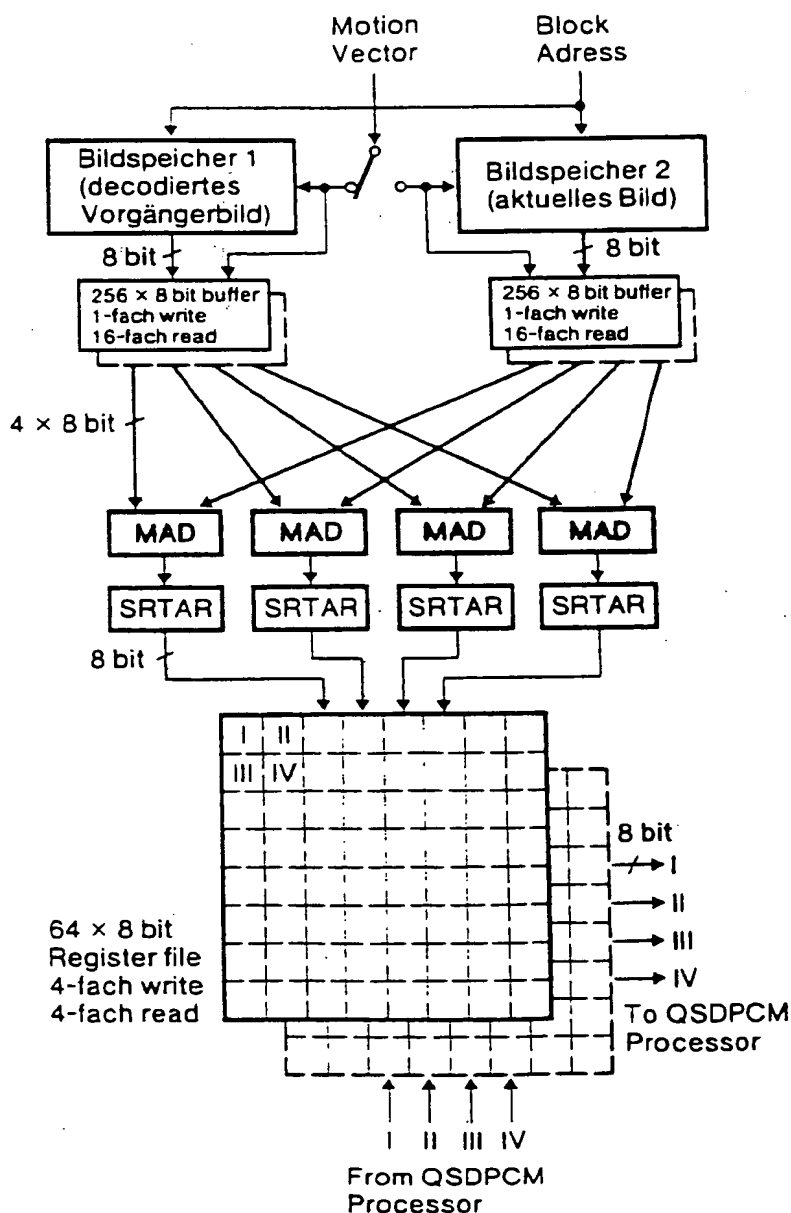 Motion
Vector
Block
Adress
Bildspeicher 1
(decodiertes
Vorgängerbild)
Bildspeicher 2
(aktuelles Bild)
8 bit
8 bit
256 × 8 bit buffer
1-fach write
16-fach read
256 × 8 bit buffer
1-fach write
16-fach read
4 × 8 bit
MAD
MAD
MAD
MAD
SRTAR
SRTAR
SRTAR
SRTAR
8 bit
I II
III IV
8 bit
I
II
III
IV
64 × 8 bit
Register file
4-fach write
4-fach read
To QSDPCM
Processor
I II III IV
From QSDPCM
Processor